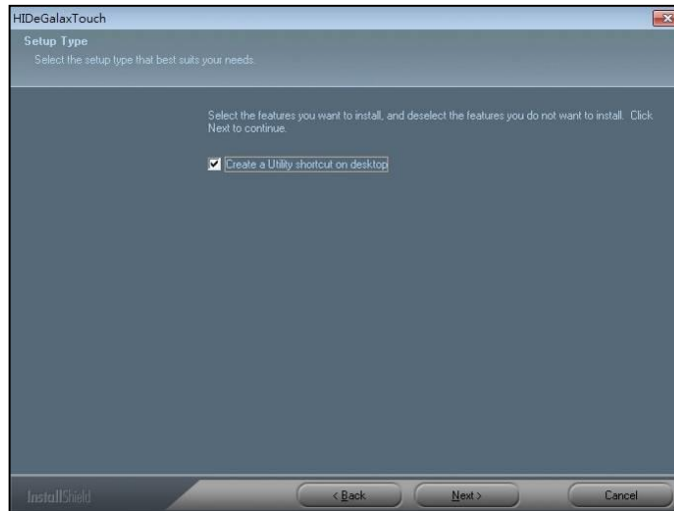 HIDeGalaxTouch
Setup Type
Select the setup type that best suits your needs.
Select the features you want to install, and deselect the features you do not want to install. Click
Next to continue.
Create a Utility shortcut on desktop
InstallShield
< Back
Next >
Cancel